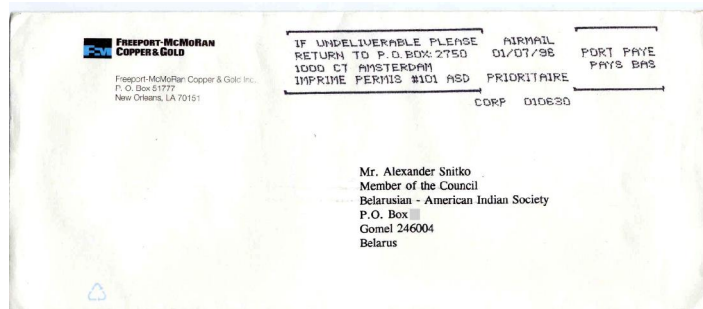 FREEPORT-MCMORAN
COPPER & GOLD
FCX
Freeport-McMoRan Copper & Gold Inc.
P. O. Box 51777
New Orleans, LA 70151
IF UNDELIVERABLE PLEASE
RETURN TO P.O.BOX:2750
1000 CT AMSTERDAM
IMPRIME PERMIS #101 ASD
AIRMAIL
01/07/96
PRIORITAIRE
PORT PAYE
PAYS BAS
CORP 010630
Mr. Alexander Snitko
Member of the Council
Belarusian - American Indian Society
P.O. Box
Gomel 246004
Belarus